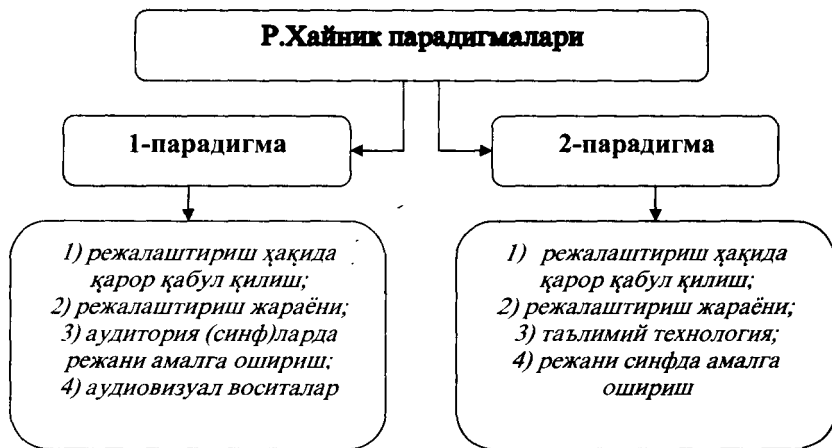 Р.Хайник парадигмалари
1-парадигма
1) режалаштириш ҳақида
қарор қабул қилиш;
2) режалаштириш жараёни;
3) аудитория (синф)ларда
режани амалга ошириш;
4) аудиовизуал воситалар
2-парадигма
1) режалаштириш ҳақида
қарор қабул қилиш;
2) режалаштириш жараёни;
3) таълимий технология;
4) режани синфда амалга
ошириш